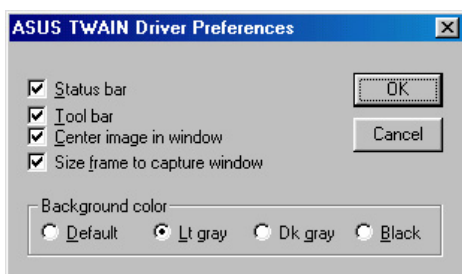 ASUS TWAIN Driver Preferences
Status bar
Tool bar
Center image in window
Size frame to capture window
OK
Cancel
Background color
Default Lt gray Dk gray Black